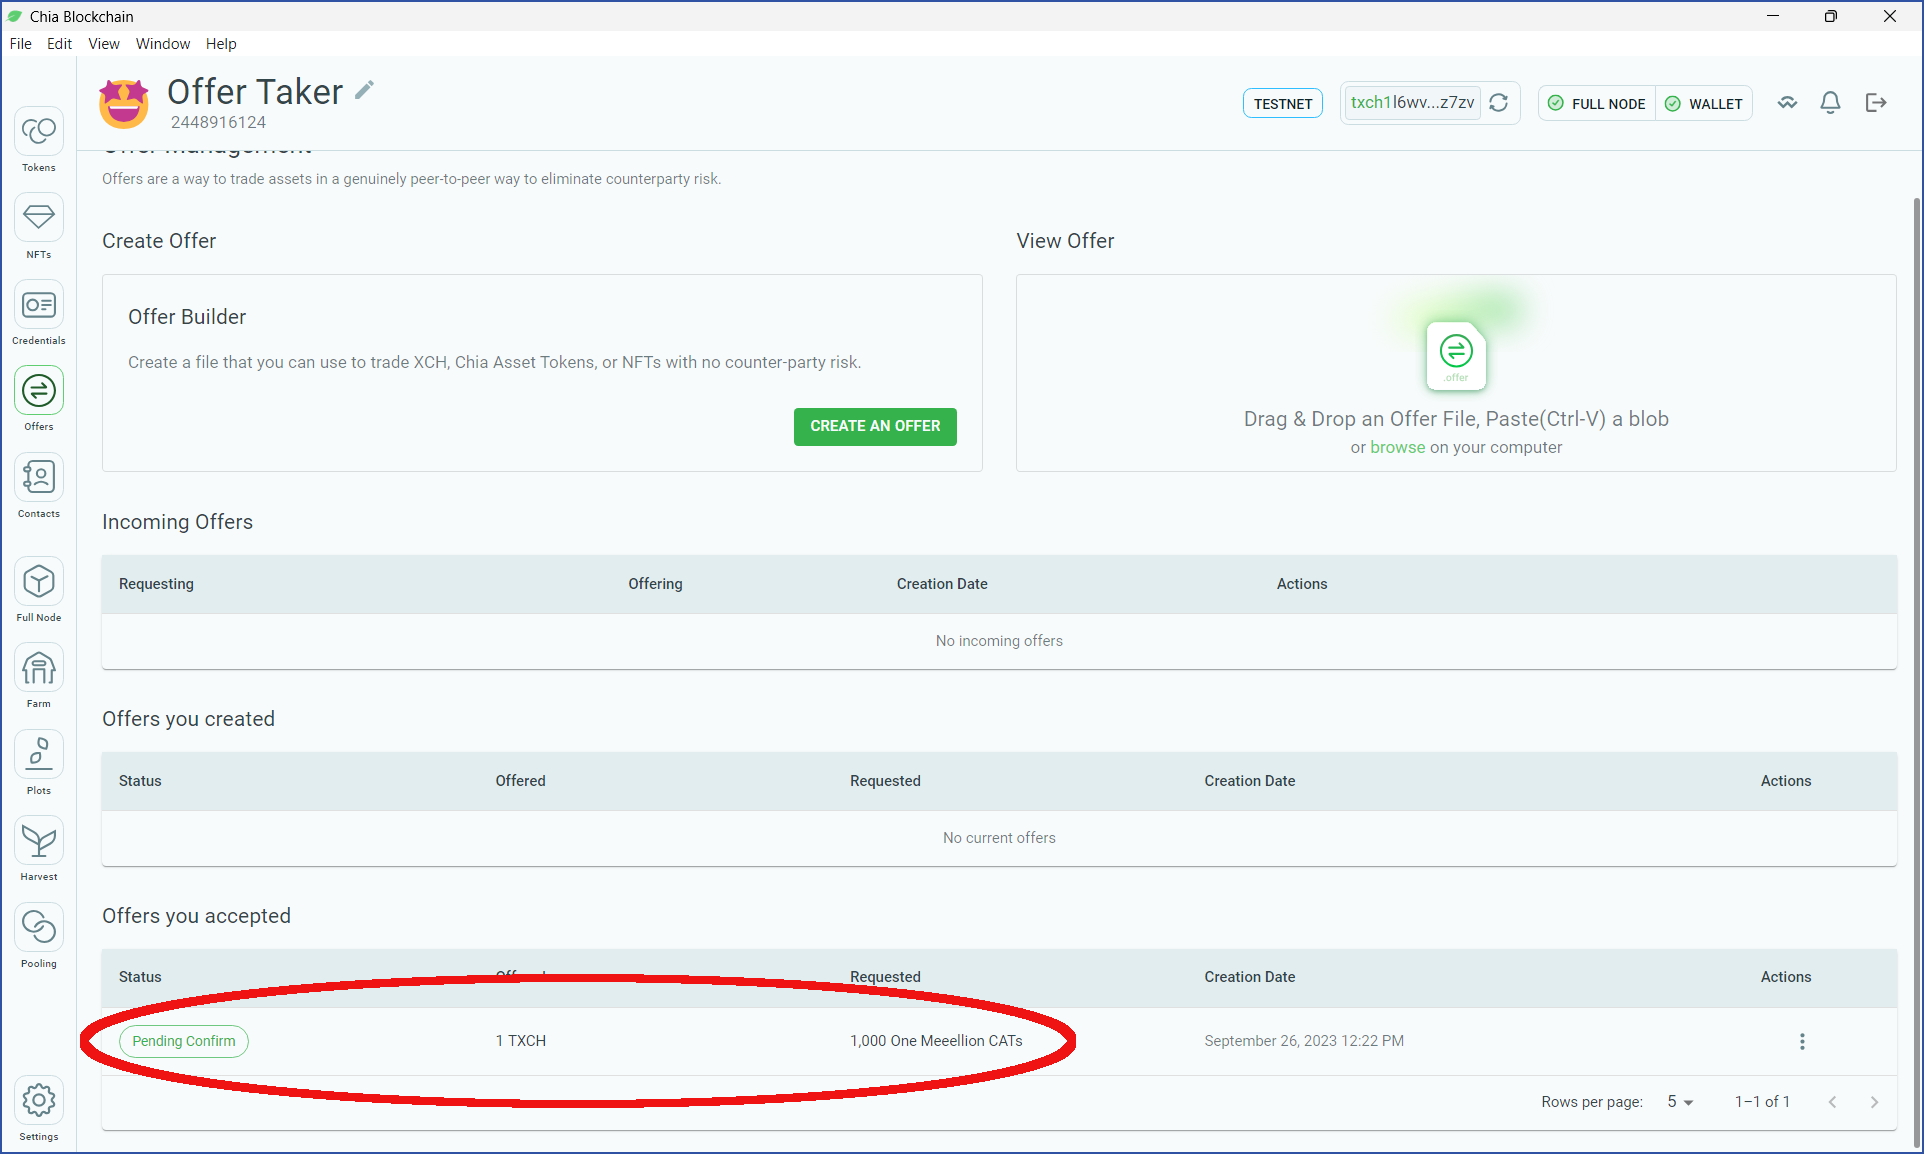 Chia Blockchain
File Edit View Window Help
Offer Taker
2448916124
TESTNET
txch1l6wv...z7zv
FULL NODE
WALLET
Tokens
NFTs
Credentials
Offers
Contacts
Full Node
Farm
Plots
Harvest
Pooling
Settings
Offer Management
Offers are a way to trade assets in a genuinely peer-to-peer way to eliminate counterparty risk.
Create Offer
Offer Builder
Create a file that you can use to trade XCH, Chia Asset Tokens, or NFTs with no counter-party risk.
CREATE AN OFFER
View Offer
.offer
Drag & Drop an Offer File, Paste(Ctrl-V) a blob
or browse on your computer
Incoming Offers
Requesting Offering Creation Date Actions
No incoming offers
Offers you created
Status Offered Requested Creation Date Actions
No current offers
Offers you accepted
Status Offered Requested Creation Date Actions
Pending Confirm 1 TXCH 1,000 One Meeellion CATs September 26, 2023 12:22 PM
Rows per page: 5 1–1 of 1